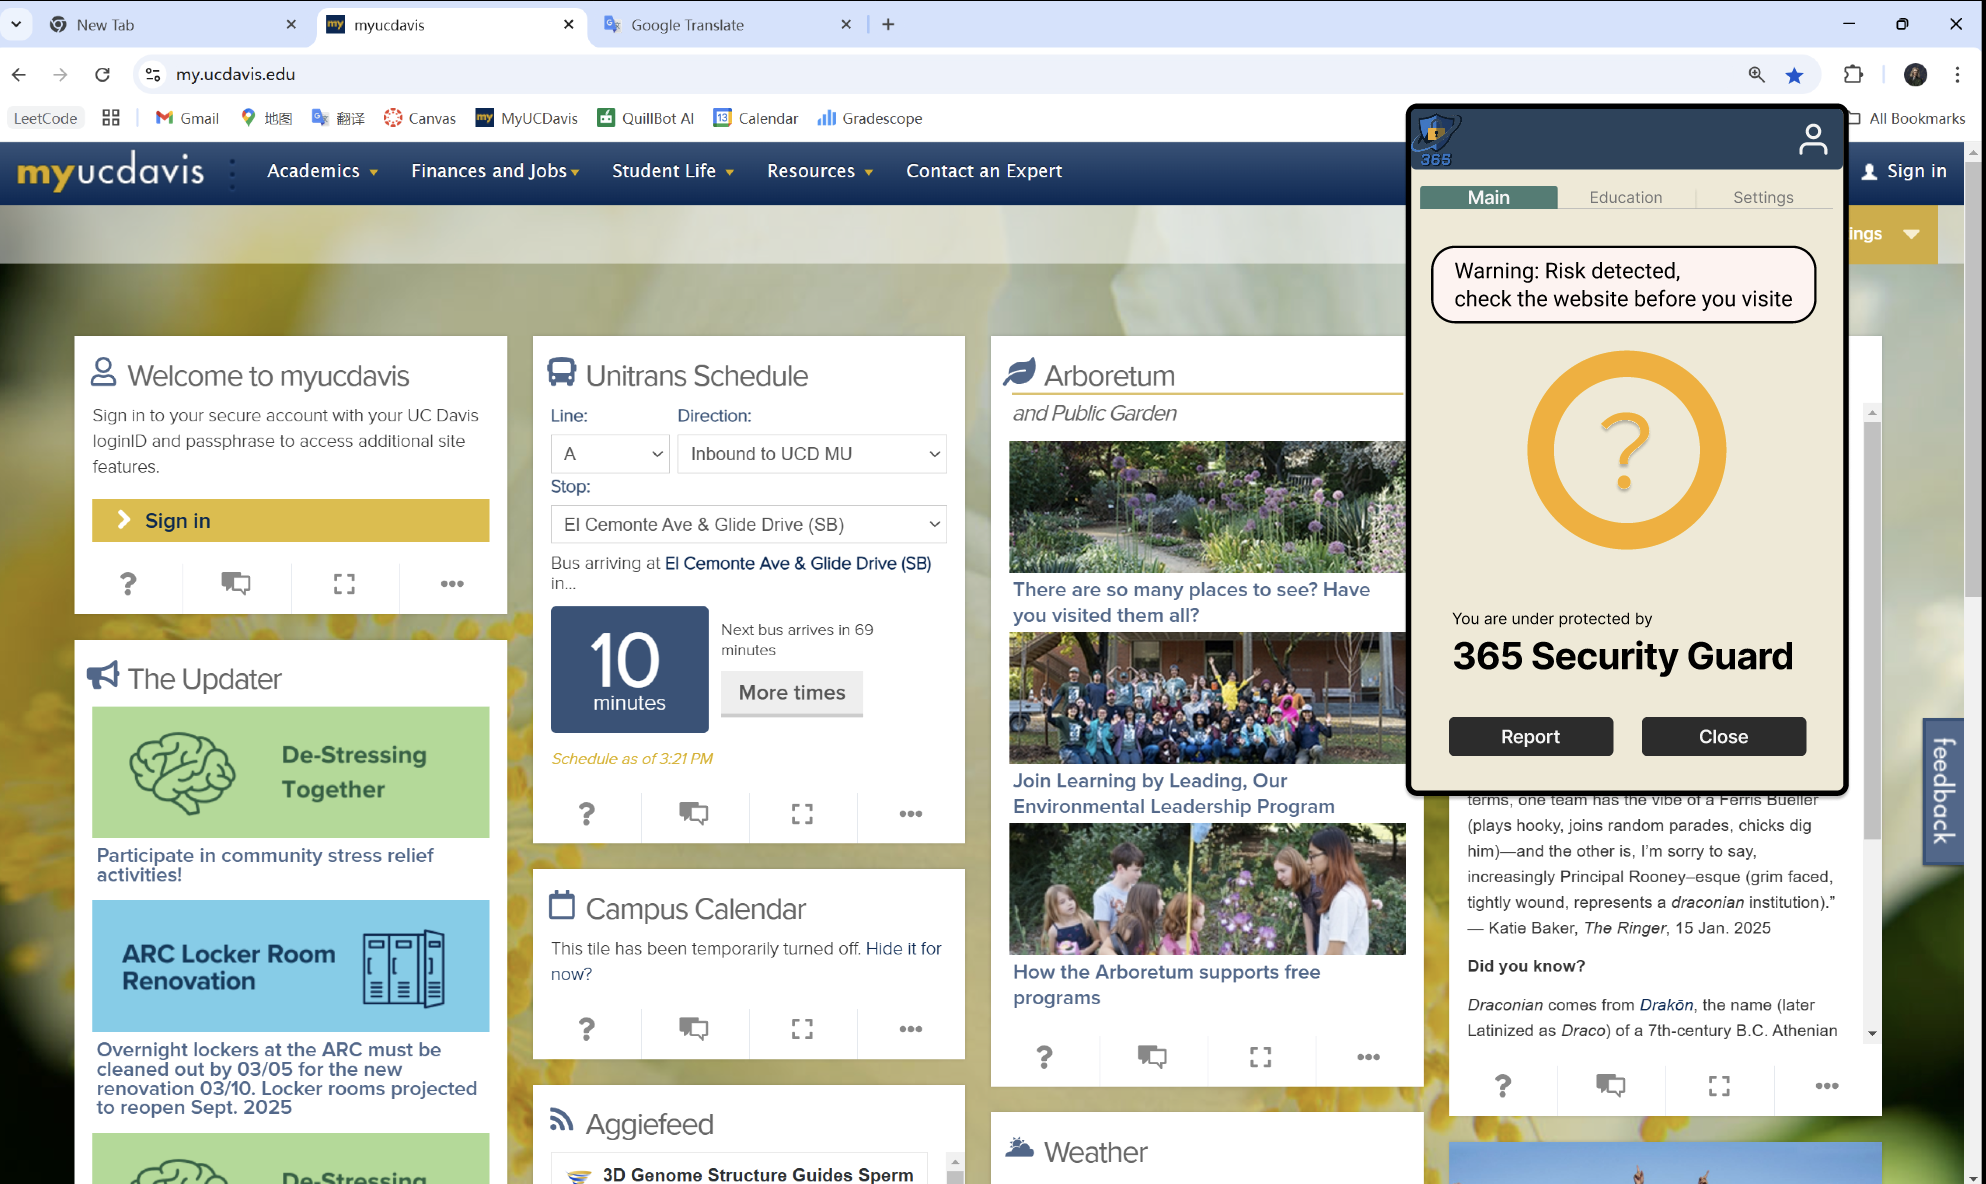 New Tab
myucdavis
Google Translate
my.ucdavis.edu
LeetCode
Gmail
地图
翻译
Canvas
my MyUCDavis
QuillBot AI
13 Calendar
Gradescope
All Bookmarks
myucdavis
Academics
Finances and Jobs
Student Life
Resources
Contact an Expert
Sign in
ings
365
Main
Education
Settings
Warning: Risk detected,
check the website before you visite
?
You are under protected by
365 Security Guard
Report
Close
Welcome to myucdavis
Sign in to your secure account with your UC Davis
loginID and passphrase to access additional site
features.
Sign in
The Updater
De-Stressing
Together
Participate in community stress relief
activities!
ARC Locker Room
Renovation
Overnight lockers at the ARC must be
cleaned out by 03/05 for the new
renovation 03/10. Locker rooms projected
to reopen Sept. 2025
De-Stressing
Unitrans Schedule
Line:
Direction:
A
Inbound to UCD MU
Stop:
El Cemonte Ave & Glide Drive (SB)
Bus arriving at El Cemonte Ave & Glide Drive (SB)
in...
10
minutes
Next bus arrives in 69
minutes
More times
Schedule as of 3:21 PM
Campus Calendar
This tile has been temporarily turned off. Hide it for
now?
Aggiefeed
3D Genome Structure Guides Sperm
Arboretum
and Public Garden
There are so many places to see? Have
you visited them all?
Join Learning by Leading, Our
Environmental Leadership Program
How the Arboretum supports free
programs
Weather
terms, one team has the vibe of a Ferris Bueller
(plays hooky, joins random parades, chicks dig
him)—and the other is, I'm sorry to say,
increasingly Principal Rooney–esque (grim faced,
tightly wound, represents a draconian institution)."
— Katie Baker, The Ringer, 15 Jan. 2025
Did you know?
Draconian comes from Drakōn, the name (later
Latinized as Draco) of a 7th-century B.C. Athenian
feedback